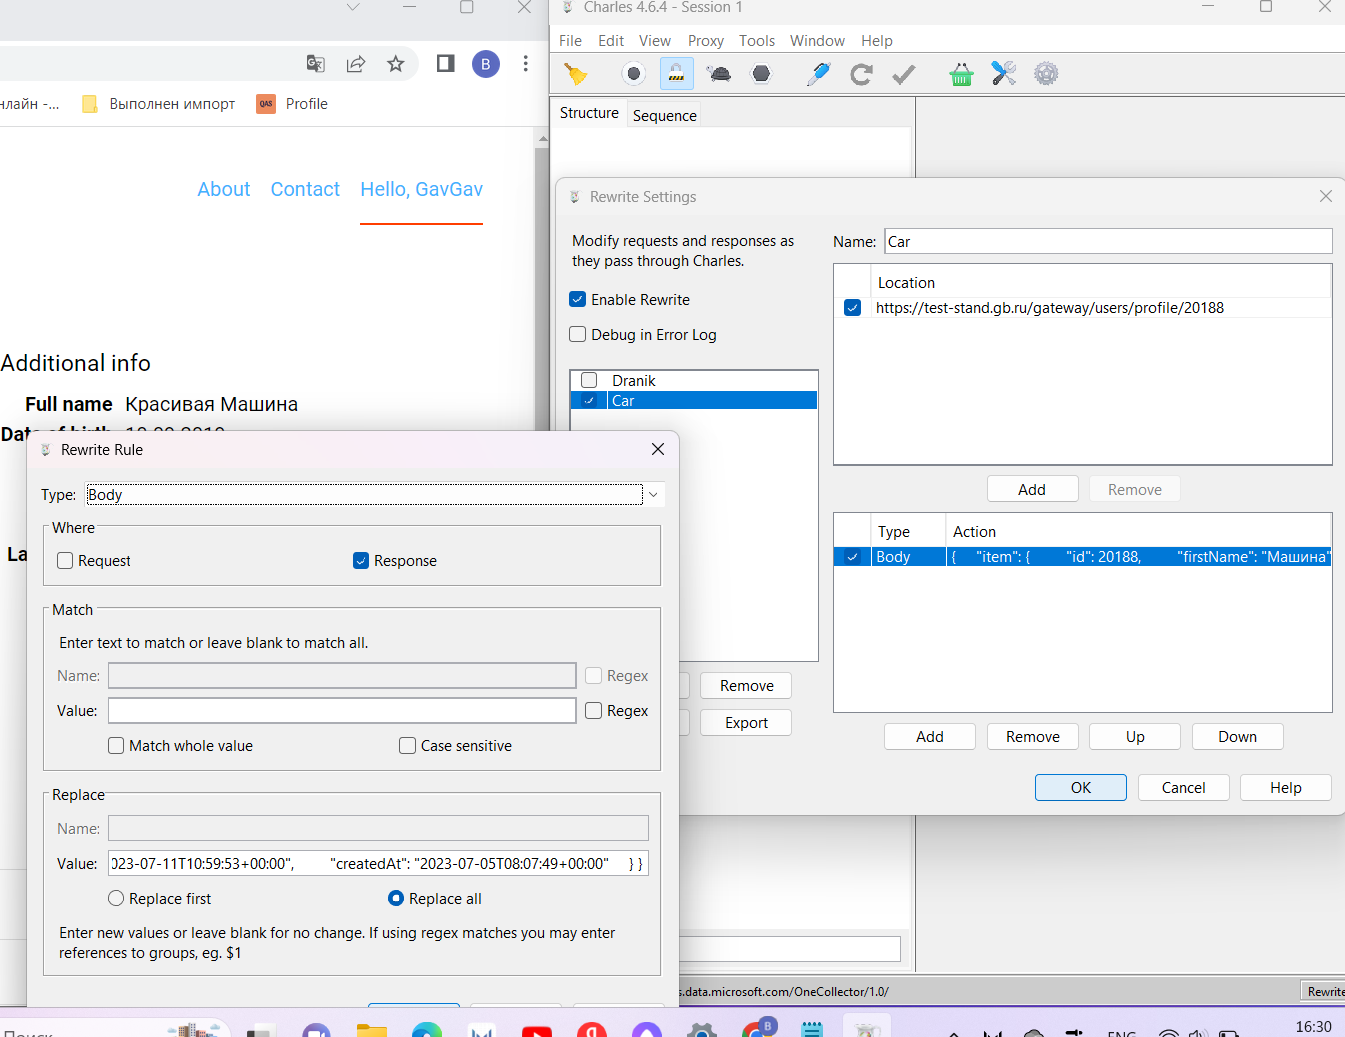 Charles 4.6.4 - Session 1
File Edit View Proxy Tools Window Help
B
нлайн -... Выполнен импорт QAS Profile
Structure Sequence
About Contact Hello, GavGav
Rewrite Settings
Modify requests and responses as
they pass through Charles.
Name: Car
Enable Rewrite
Location
https://test-stand.gb.ru/gateway/users/profile/20188
Debug in Error Log
Additional info
Dranik
Car
Full name Красивая Машина
Date of birth
Rewrite Rule
Type: Body
Add Remove
Where
Type Action
Request Response
Body { "item": { "id": 20188, "firstName": "Машина"
La
Match
Enter text to match or leave blank to match all.
Name: Regex
Remove
Value: Regex
Export
Match whole value Case sensitive
Add Remove Up Down
OK Cancel Help
Replace
Name:
Value: 023-07-11T10:59:53+00:00", "createdAt": "2023-07-05T08:07:49+00:00" } }
Replace first Replace all
Enter new values or leave blank for no change. If using regex matches you may enter
references to groups, eg. $1
s.data.microsoft.com/OneCollector/1.0/
Rewrite
Поиск
B
ENG
16:30